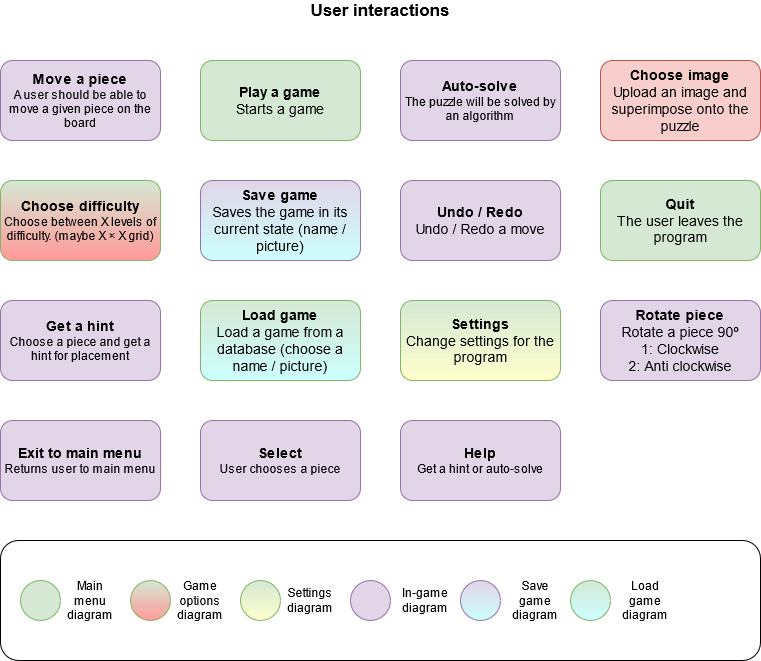 User interactions
Move a piece
A user should be able to
move a given piece on the
board
Play a game
Starts a game
Auto-solve
The puzzle will be solved by
an algorithm
Choose image
Upload an image and
superimpose onto the
puzzle
Choose difficulty
Choose between X levels of
difficulty. (maybe X × X grid)
Save game
Saves the game in its
current state (name /
picture)
Undo / Redo
Undo / Redo a move
Quit
The user leaves the
program
Get a hint
Choose a piece and get a
hint for placement
Load game
Load a game from a
database (choose a
name / picture)
Settings
Change settings for the
program
Rotate piece
Rotate a piece 90º
1: Clockwise
2: Anti clockwise
Exit to main menu
Returns user to main menu
Select
User chooses a piece
Help
Get a hint or auto-solve
Main
menu
diagram
Game
options
diagram
Settings
diagram
In-game
diagram
Save
game
diagram
Load
game
diagram